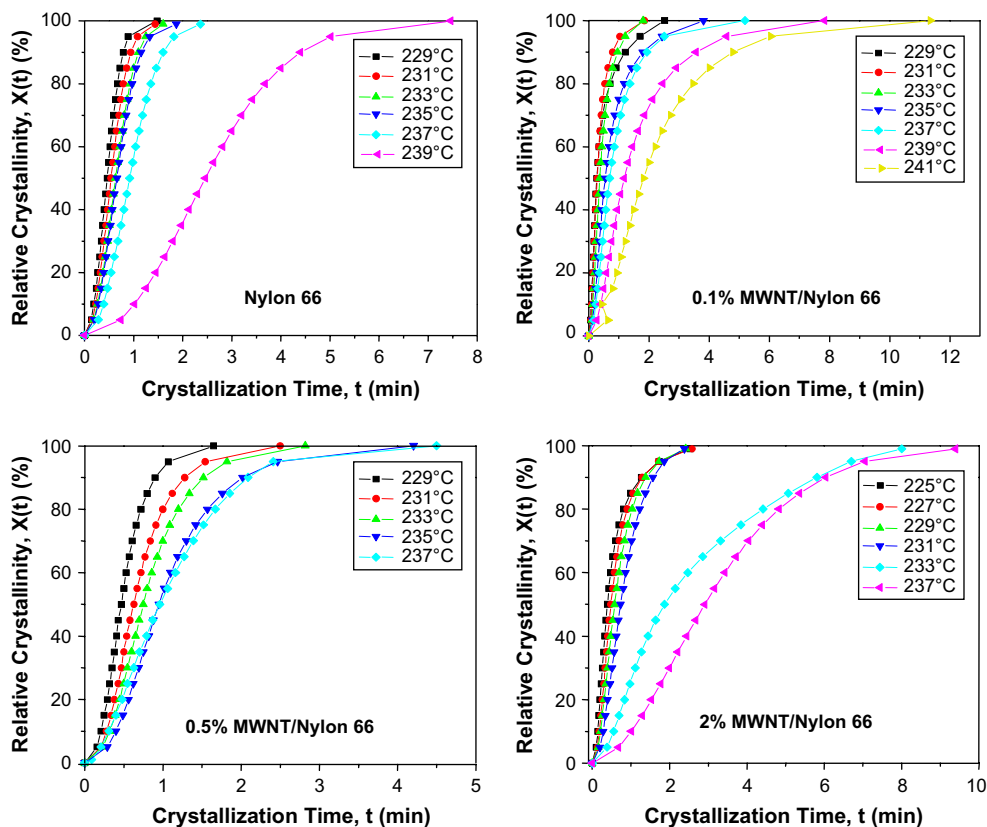 Relative Crystallinity, X(t) (%)
100
80
60
40
20
0
229°C
231°C
233°C
235°C
237°C
239°C
Nylon 66
0 1 2 3 4 5 6 7 8
Crystallization Time, t (min)
Relative Crystallinity, X(t) (%)
100
80
60
40
20
0
229°C
231°C
233°C
235°C
237°C
239°C
241°C
0.1% MWNT/Nylon 66
0 2 4 6 8 10 12
Crystallization Time, t (min)
Relative Crystallinity, X(t) (%)
100
80
60
40
20
0
229°C
231°C
233°C
235°C
237°C
0.5% MWNT/Nylon 66
0 1 2 3 4 5
Crystallization Time, t (min)
Relative Crystallinity, X(t) (%)
100
80
60
40
20
0
225°C
227°C
229°C
231°C
233°C
237°C
2% MWNT/Nylon 66
0 2 4 6 8 10
Crystallization Time, t (min)